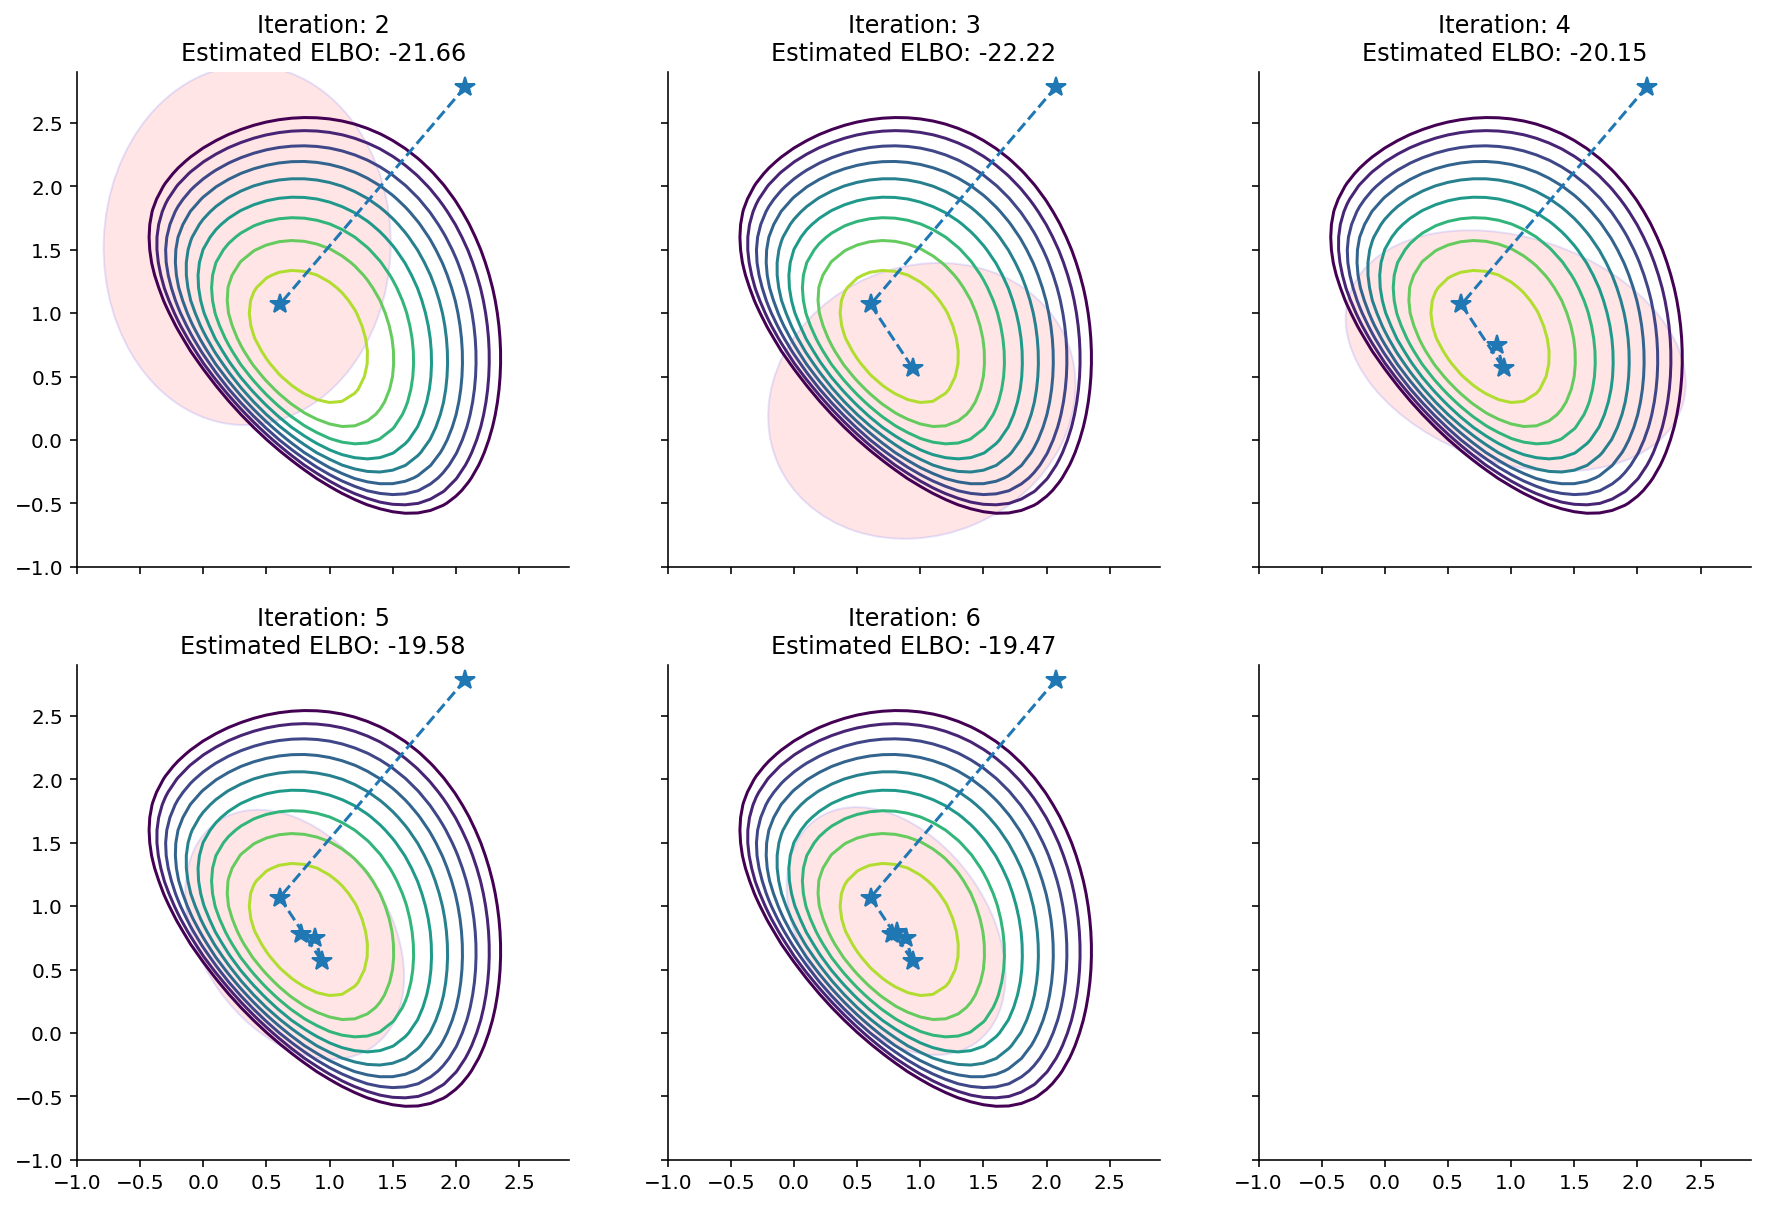 Iteration: 2
Estimated ELBO: -21.66
Iteration: 3
Estimated ELBO: -22.22
Iteration: 4
Estimated ELBO: -20.15
2.5
2.0
1.5
1.0
0.5
0.0
−0.5
−1.0
Iteration: 5
Estimated ELBO: -19.58
Iteration: 6
Estimated ELBO: -19.47
2.5
2.0
1.5
1.0
0.5
0.0
−0.5
−1.0
−1.0 −0.5 0.0 0.5 1.0 1.5 2.0 2.5
−1.0 −0.5 0.0 0.5 1.0 1.5 2.0 2.5
−1.0 −0.5 0.0 0.5 1.0 1.5 2.0 2.5